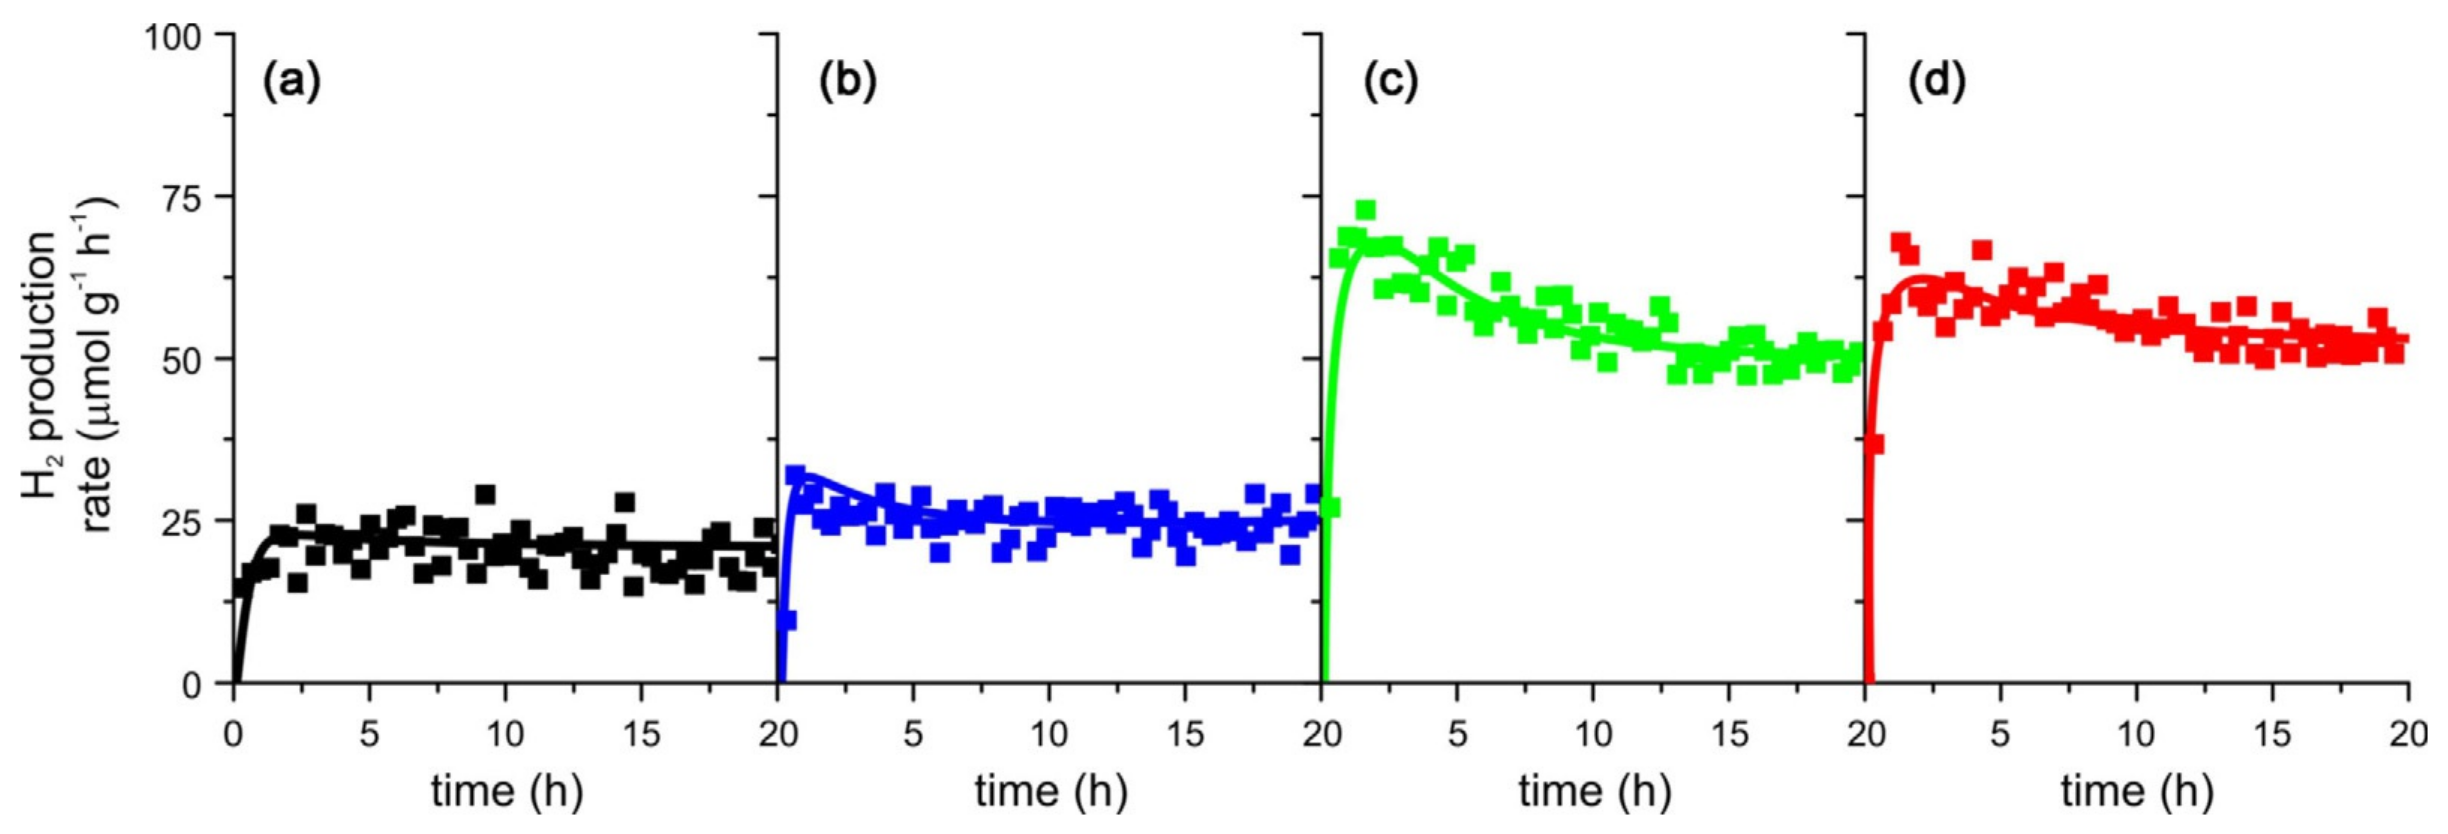 100
75
50
25
0
H₂ production
rate (μmol g⁻¹ h⁻¹)
(a)
(b)
(c)
(d)
0 5 10 15 20 5 10 15 20 5 10 15 20 5 10 15 20
time (h)
time (h)
time (h)
time (h)